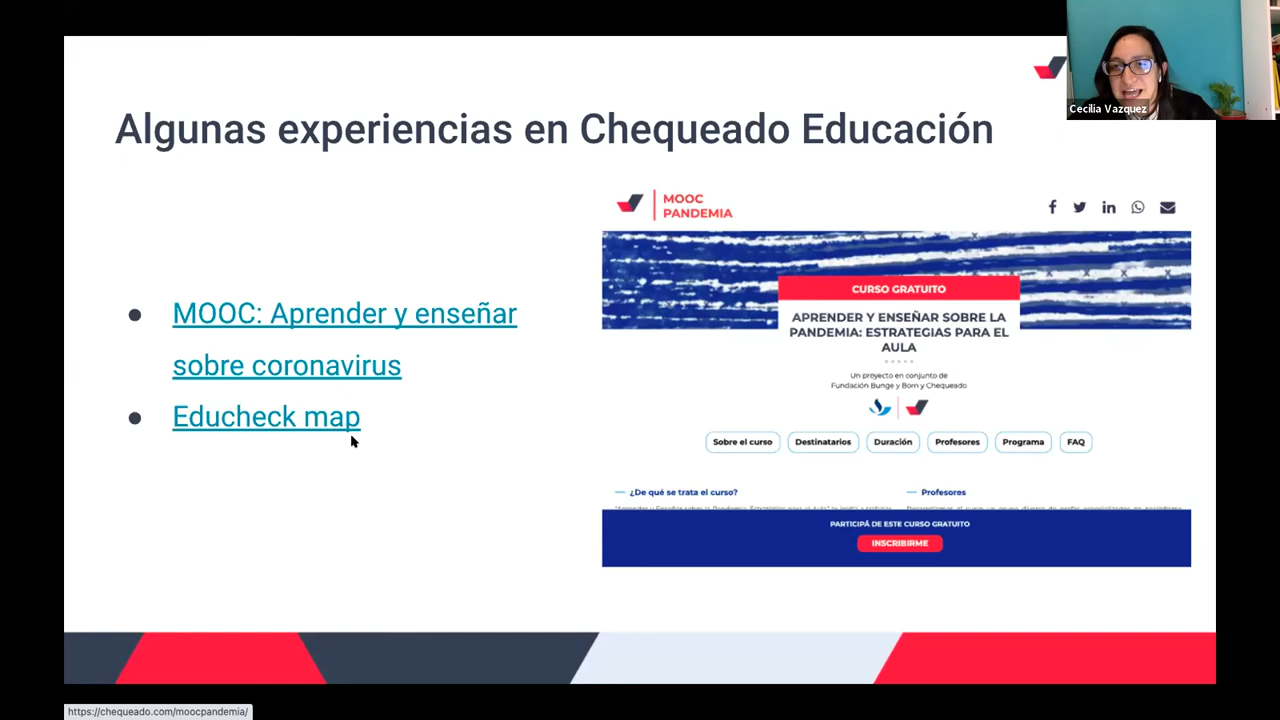 Cecilia Vazquez
Algunas experiencias en Chequeado Educación
● MOOC: Aprender y enseñar
sobre coronavirus
● Educheck map
MOOC
PANDEMIA
CURSO GRATUITO
APRENDER Y ENSEÑAR SOBRE LA
PANDEMIA: ESTRATEGIAS PARA EL
AULA
Un proyecto en conjunto de
Fundación Bunge y Born y Chequeado
Sobre el curso
Destinatarios
Duración
Profesores
Programa
FAQ
¿De qué se trata el curso?
Profesores
PARTICIPÁ DE ESTE CURSO GRATUITO
INSCRIBIRME
https://chequeado.com/moocpandemia/